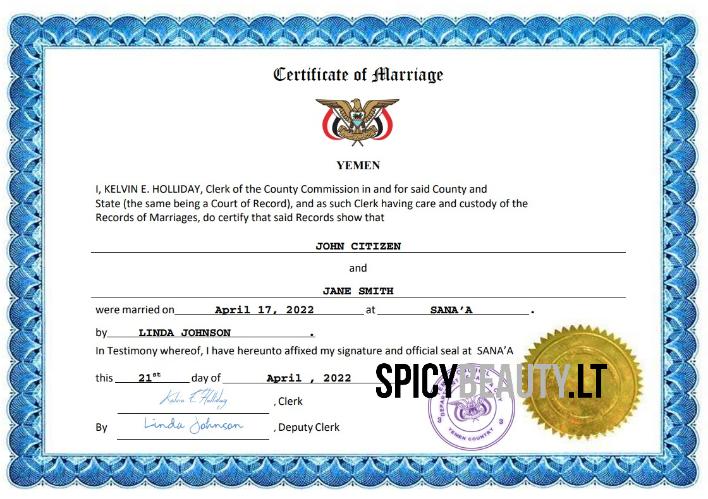 Certificate of Marriage
YEMEN
I, KELVIN E. HOLLIDAY, Clerk of the County Commission in and for said County and
State (the same being a Court of Record), and as such Clerk having care and custody of the
Records of Marriages, do certify that said Records show that
JOHN CITIZEN
and
JANE SMITH
were married on April 17, 2022 at SANA'A .
by LINDA JOHNSON .
In Testimony whereof, I have hereunto affixed my signature and official seal at SANA'A
this 21st day of April , 2022
SPICYBEAUTY.LT
Kelvin E Holliday , Clerk
By Linda Johnson , Deputy Clerk
YEMEN COUNTRY